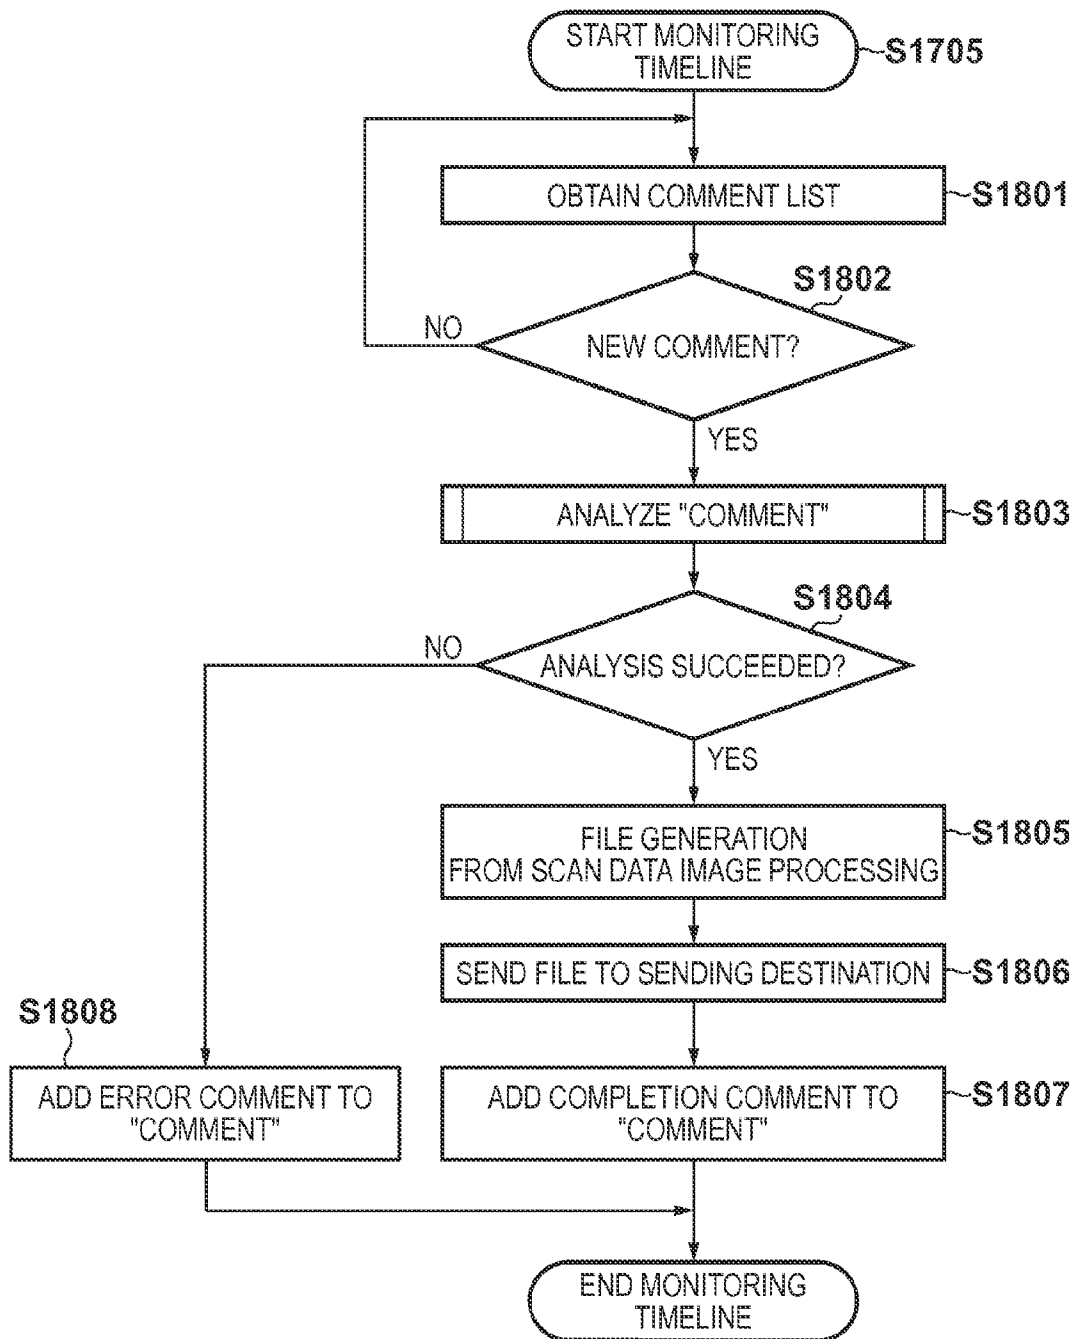 START MONITORING
TIMELINE
S1705
OBTAIN COMMENT LIST
S1801
S1802
NO
NEW COMMENT?
YES
ANALYZE "COMMENT"
S1803
S1804
NO
ANALYSIS SUCCEEDED?
YES
FILE GENERATION
FROM SCAN DATA IMAGE PROCESSING
S1805
SEND FILE TO SENDING DESTINATION
S1806
S1808
ADD ERROR COMMENT TO
"COMMENT"
ADD COMPLETION COMMENT TO
"COMMENT"
S1807
END MONITORING
TIMELINE